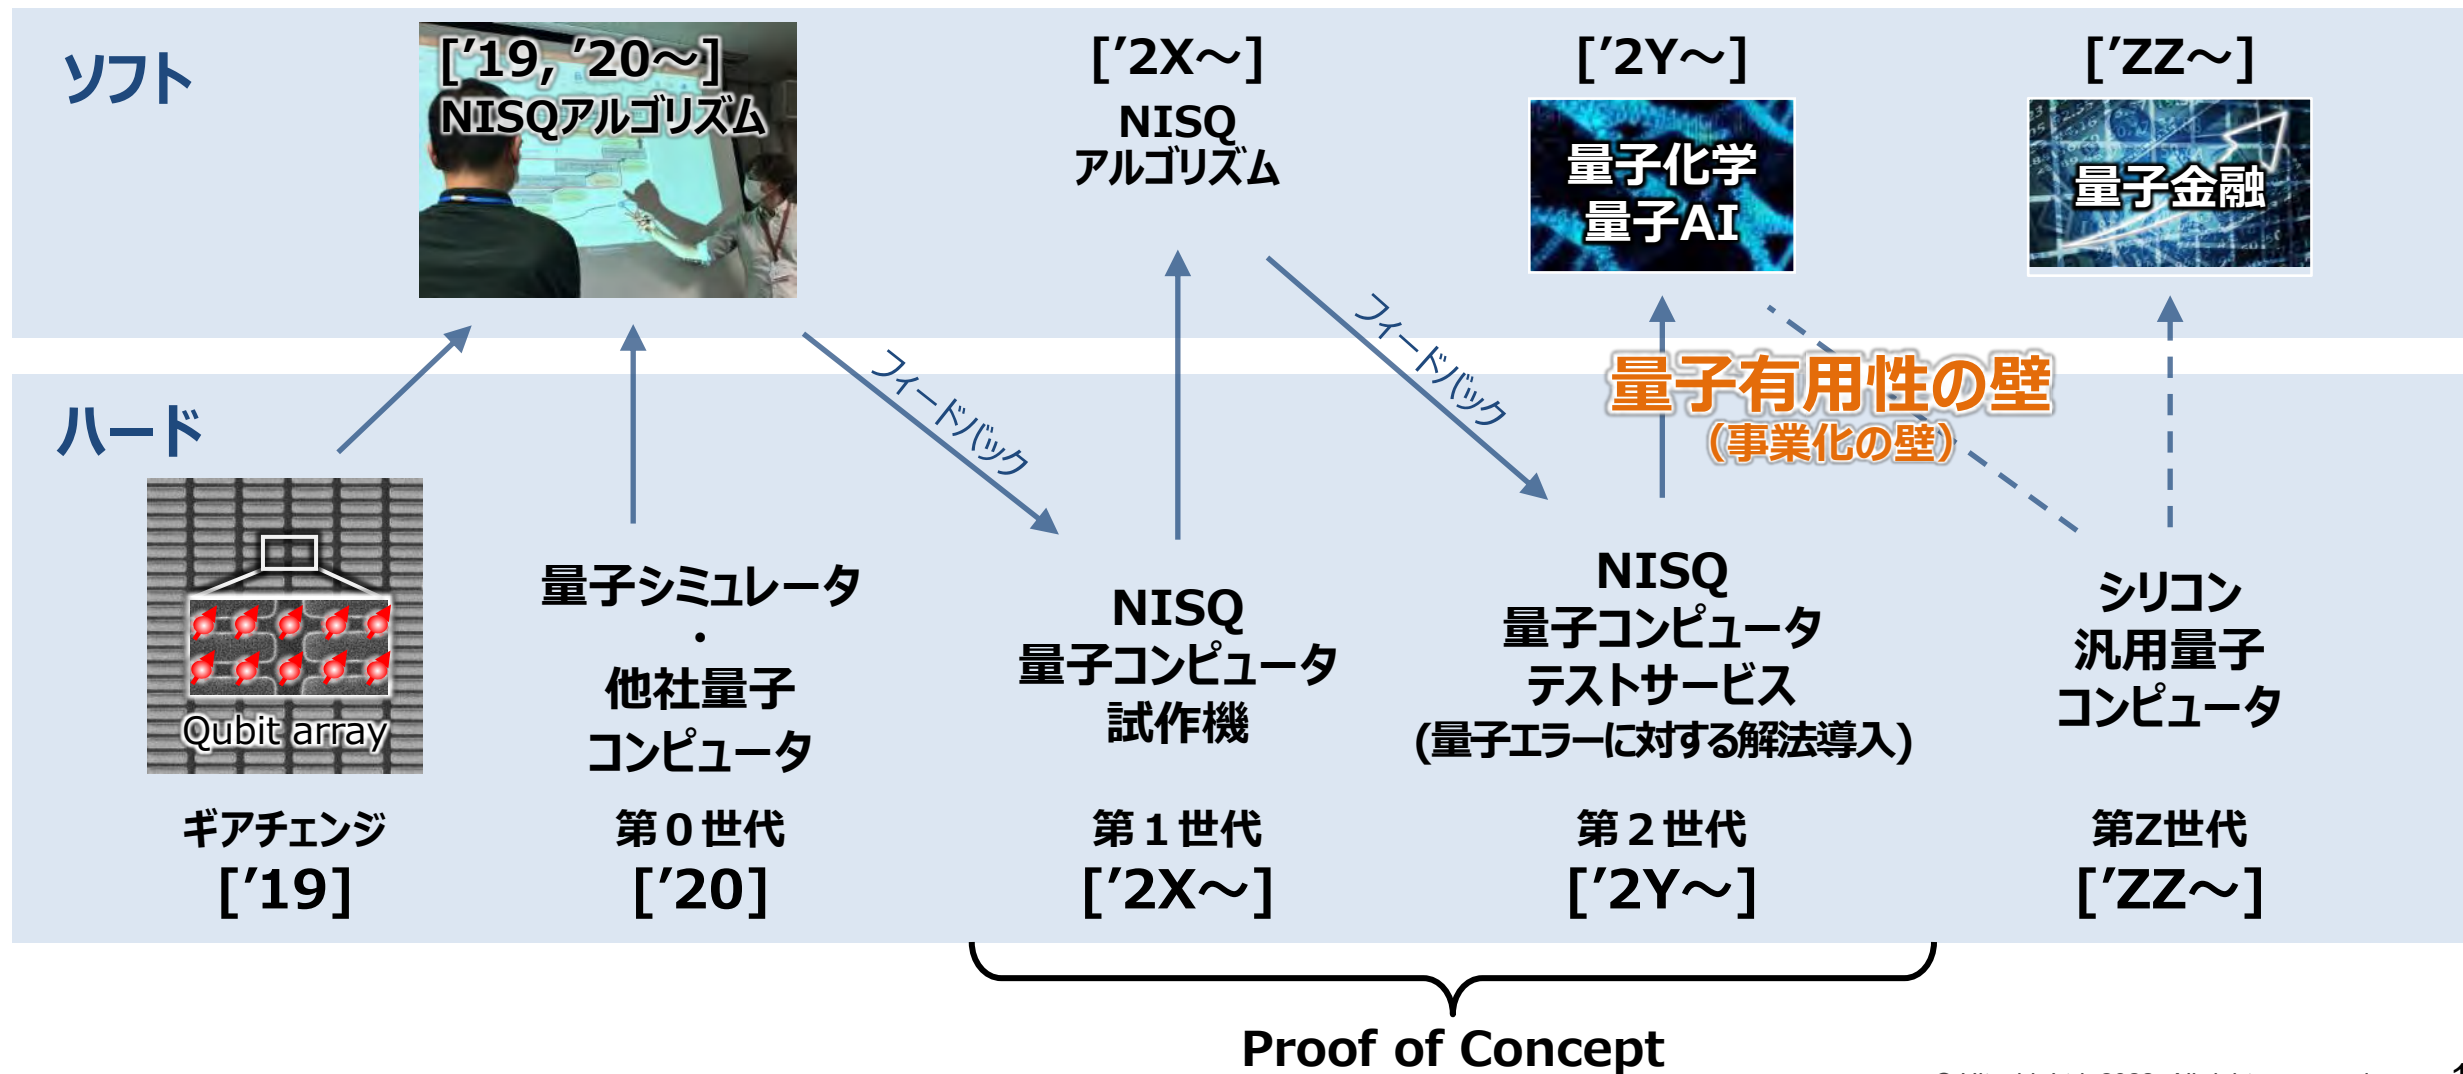 ソフト
[’19, ’20～]
NISQアルゴリズム
[’2X～]
NISQ
アルゴリズム
[’2Y～]
量子化学
量子AI
[’ZZ～]
量子金融
フィードバック
フィードバック
量子有用性の壁
（事業化の壁）
ハード
Qubit array
ギアチェンジ
[’19]
量子シミュレータ
・
他社量子
コンピュータ
第０世代
[’20]
NISQ
量子コンピュータ
試作機
第１世代
[’2X～]
NISQ
量子コンピュータ
テストサービス
(量子エラーに対する解法導入)
第２世代
[’2Y～]
シリコン
汎用量子
コンピュータ
第Z世代
[’ZZ～]
Proof of Concept